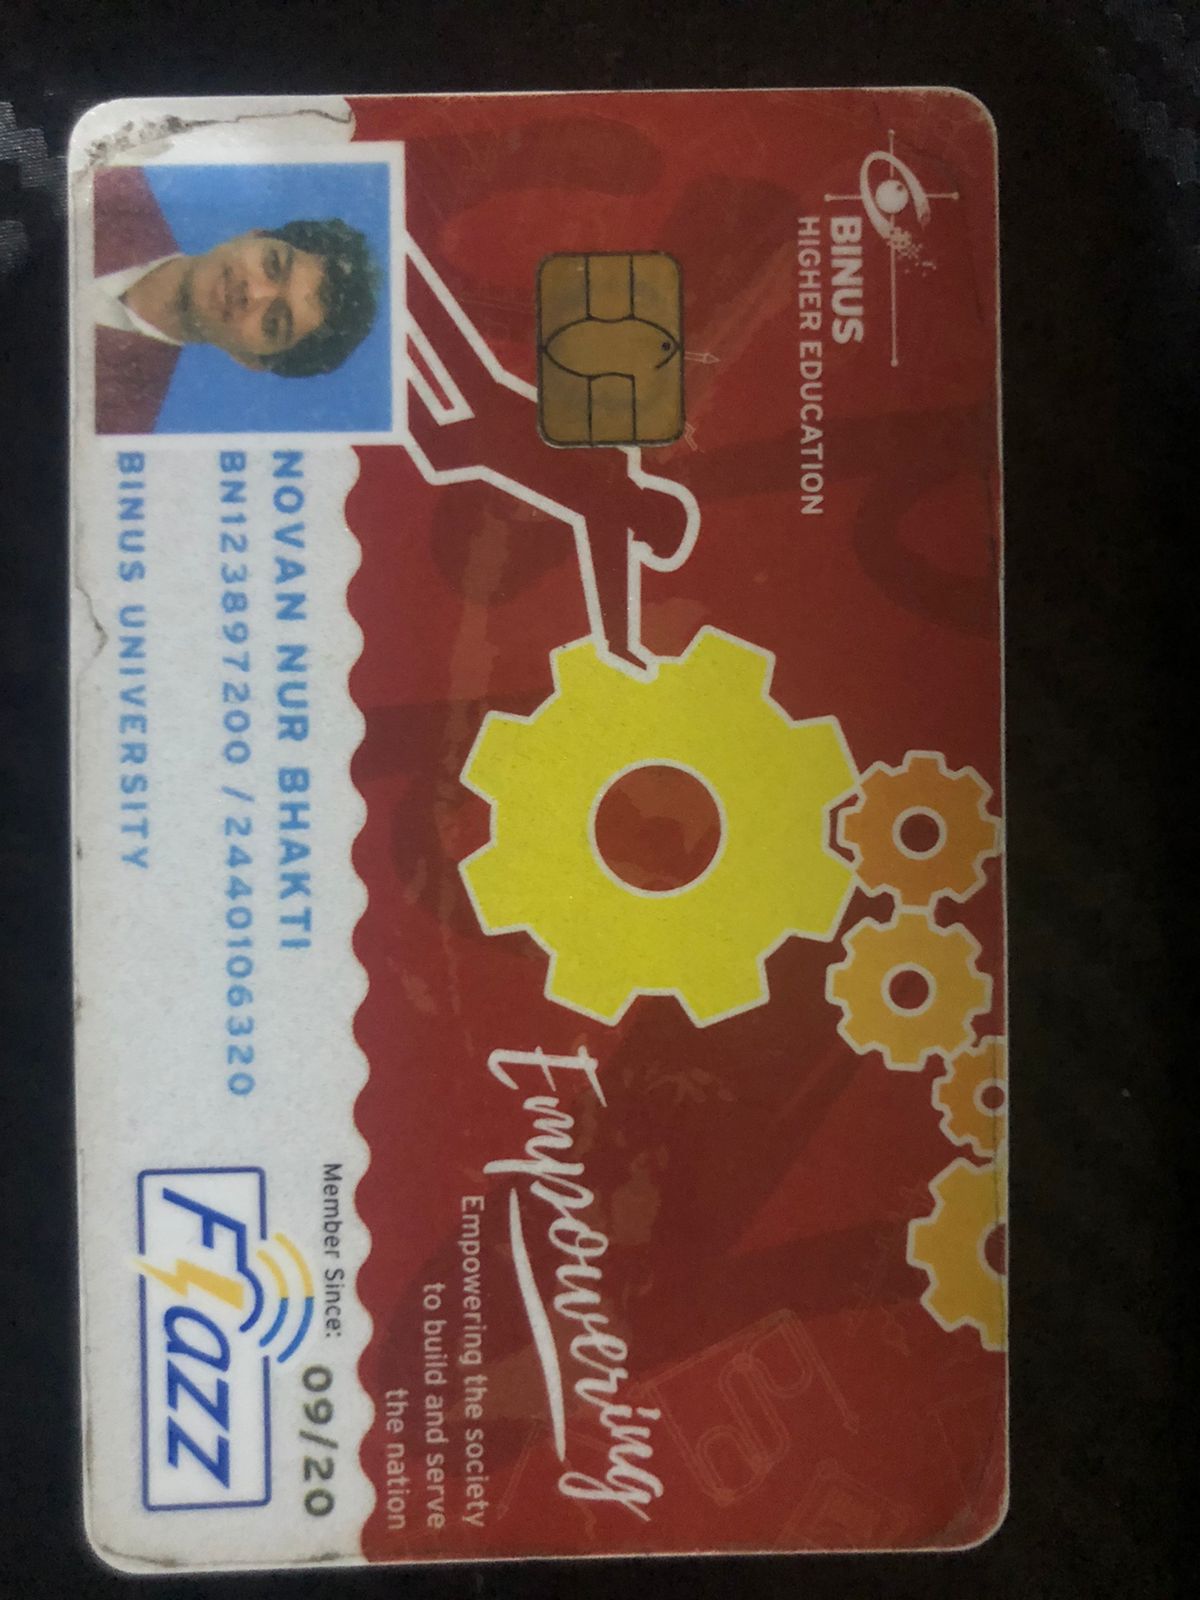 BINUS
HIGHER EDUCATION
Empowering
Empowering the society
to build and serve
the nation
Member Since: 09/20
NOVAN NUR BHAKTI
BN123897200 / 2440106320
BINUS UNIVERSITY
Flazz